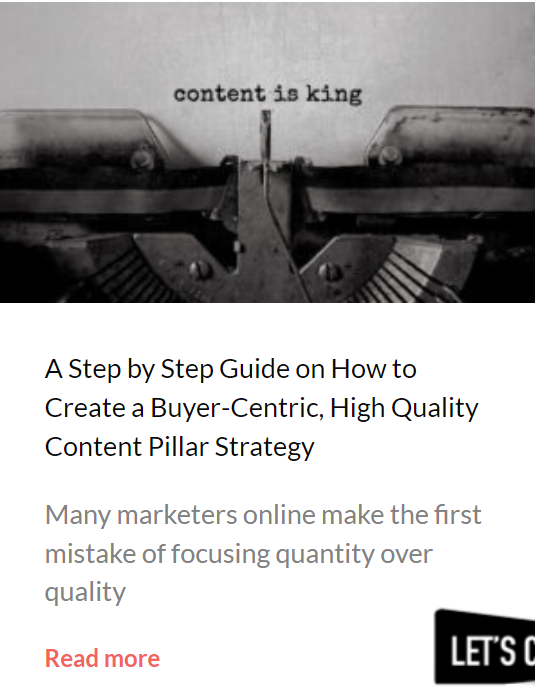 content is king
A Step by Step Guide on How to
Create a Buyer-Centric, High Quality
Content Pillar Strategy
Many marketers online make the first
mistake of focusing quantity over
quality
Read more
LET'S